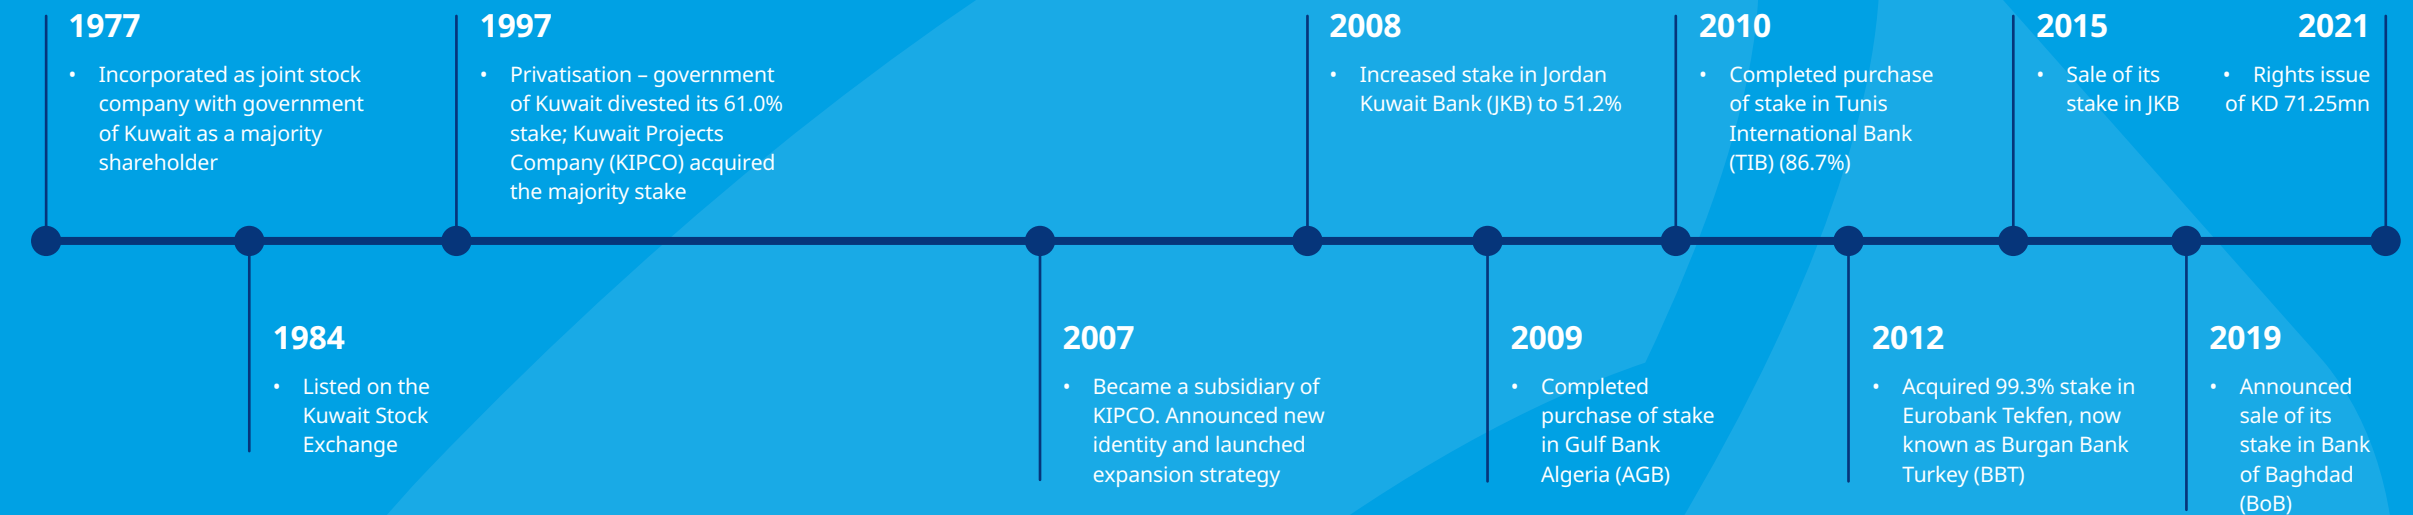 1977
• Incorporated as joint stock
company with government
of Kuwait as a majority
shareholder
1984
• Listed on the
Kuwait Stock
Exchange
1997
• Privatisation – government
of Kuwait divested its 61.0%
stake; Kuwait Projects
Company (KIPCO) acquired
the majority stake
2007
• Became a subsidiary of
KIPCO. Announced new
identity and launched
expansion strategy
2008
• Increased stake in Jordan
Kuwait Bank (JKB) to 51.2%
2009
• Completed
purchase of stake
in Gulf Bank
Algeria (AGB)
2010
• Completed purchase
of stake in Tunis
International Bank
(TIB) (86.7%)
2012
• Acquired 99.3% stake in
Eurobank Tekfen, now
known as Burgan Bank
Turkey (BBT)
2015
• Sale of its
stake in JKB
2019
• Announced
sale of its
stake in Bank
of Baghdad
(BoB)
2021
• Rights issue
of KD 71.25mn